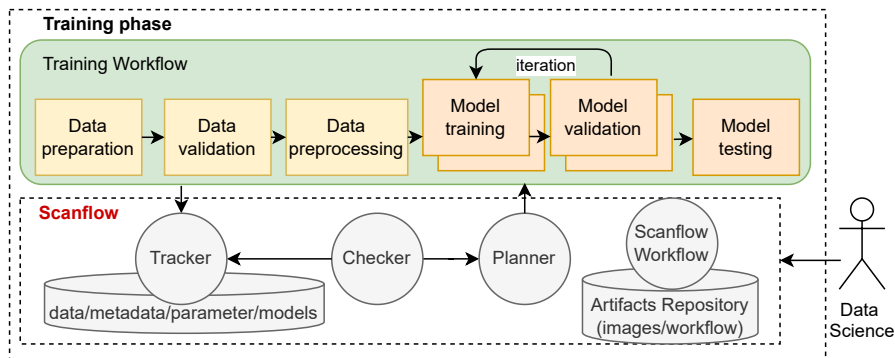 Training phase
Training Workflow
iteration
Data
preparation
Data
validation
Data
preprocessing
Model
training
Model
validation
Model
testing
Scanflow
Tracker
Checker
Planner
Scanflow
Workflow
data/metadata/parameter/models
Artifacts Repository
(images/workflow)
Data
Science